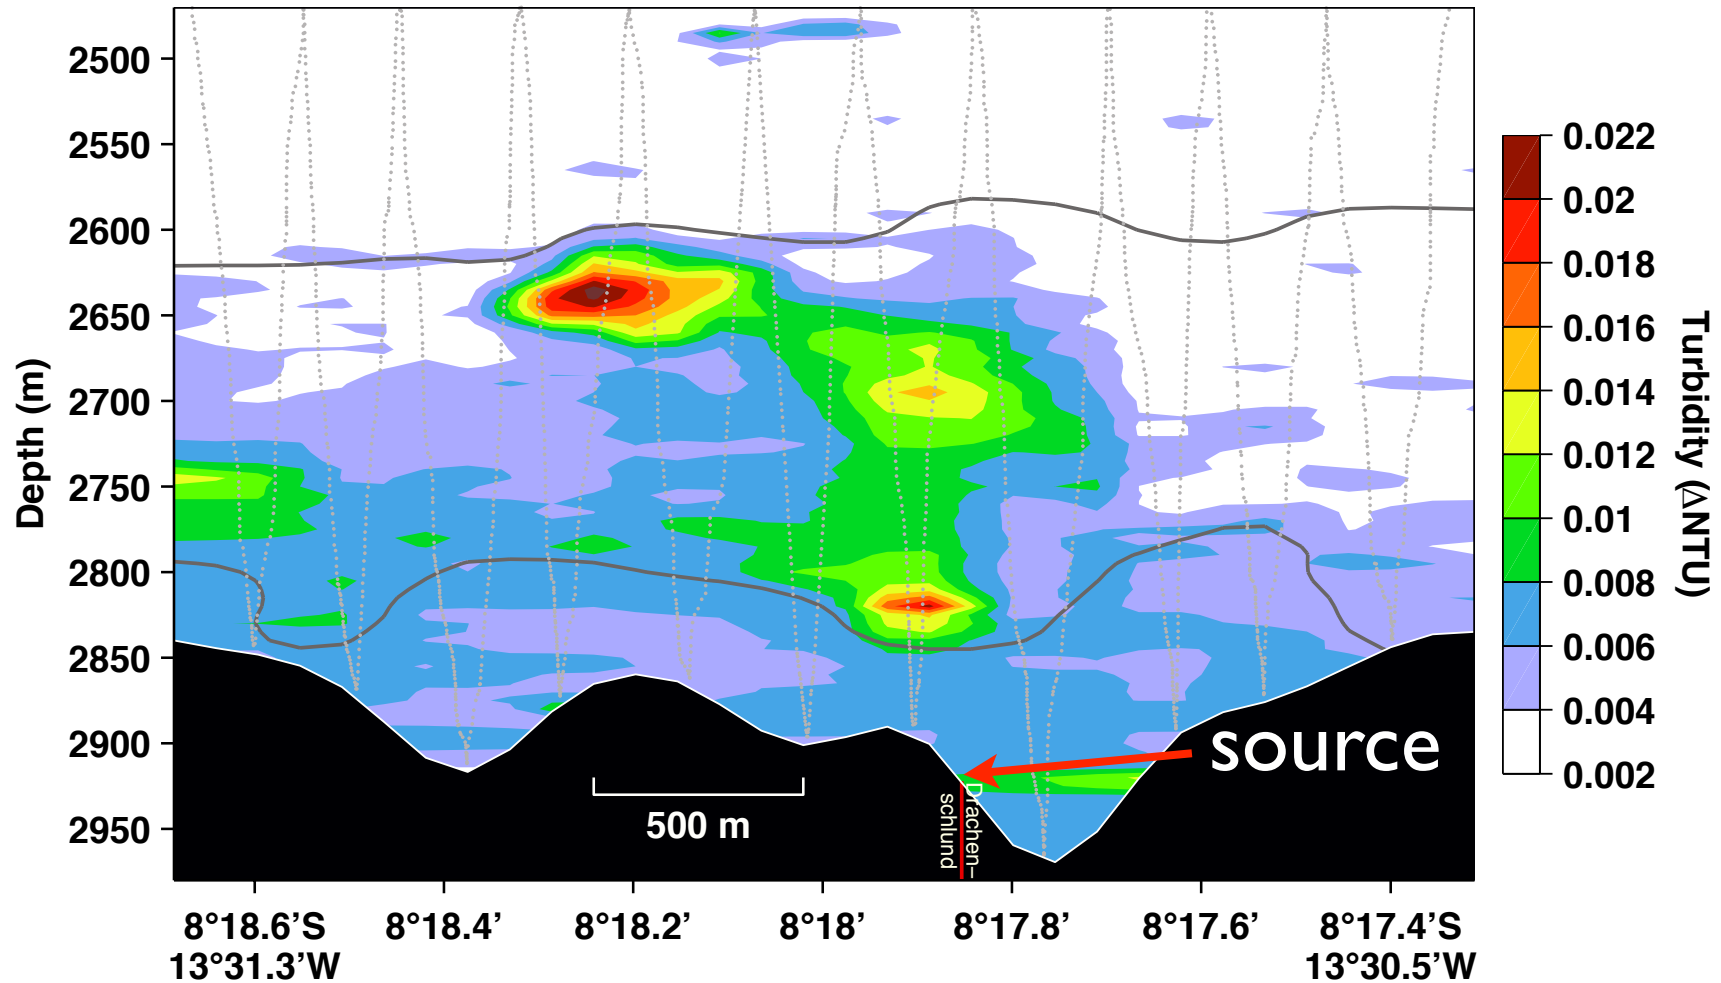 2500
2550
2600
2650
2700
2750
2800
2850
2900
2950
Depth (m)
source
Drachen–
schlund
500 m
8°18.6’S
8°18.4’
8°18.2’
8°18’
8°17.8’
8°17.6’
8°17.4’S
13°31.3’W
13°30.5’W
0.022
0.02
0.018
0.016
0.014
0.012
0.01
0.008
0.006
0.004
0.002
Turbidity (ΔNTU)